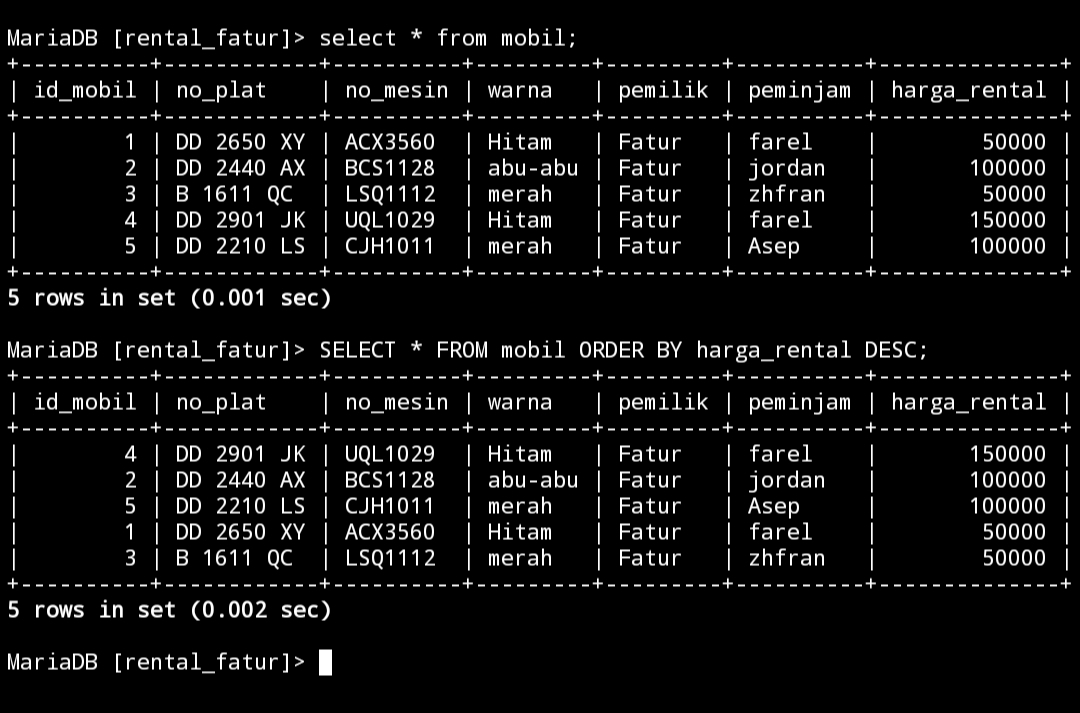 MariaDB [rental_fatur]> select * from mobil;
+----------+------------+----------+---------+---------+----------+--------------+
| id_mobil | no_plat    | no_mesin | warna   | pemilik | peminjam | harga_rental |
+----------+------------+----------+---------+---------+----------+--------------+
|        1 | DD 2650 XY | ACX3560  | Hitam   | Fatur   | farel    |        50000 |
|        2 | DD 2440 AX | BCS1128  | abu-abu | Fatur   | jordan   |       100000 |
|        3 | B 1611 QC  | LSQ1112  | merah   | Fatur   | zhfran   |        50000 |
|        4 | DD 2901 JK | UQL1029  | Hitam   | Fatur   | farel    |       150000 |
|        5 | DD 2210 LS | CJH1011  | merah   | Fatur   | Asep     |       100000 |
+----------+------------+----------+---------+---------+----------+--------------+
5 rows in set (0.001 sec)
MariaDB [rental_fatur]> SELECT * FROM mobil ORDER BY harga_rental DESC;
+----------+------------+----------+---------+---------+----------+--------------+
| id_mobil | no_plat    | no_mesin | warna   | pemilik | peminjam | harga_rental |
+----------+------------+----------+---------+---------+----------+--------------+
|        4 | DD 2901 JK | UQL1029  | Hitam   | Fatur   | farel    |       150000 |
|        2 | DD 2440 AX | BCS1128  | abu-abu | Fatur   | jordan   |       100000 |
|        5 | DD 2210 LS | CJH1011  | merah   | Fatur   | Asep     |       100000 |
|        1 | DD 2650 XY | ACX3560  | Hitam   | Fatur   | farel    |        50000 |
|        3 | B 1611 QC  | LSQ1112  | merah   | Fatur   | zhfran   |        50000 |
+----------+------------+----------+---------+---------+----------+--------------+
5 rows in set (0.002 sec)
MariaDB [rental_fatur]>